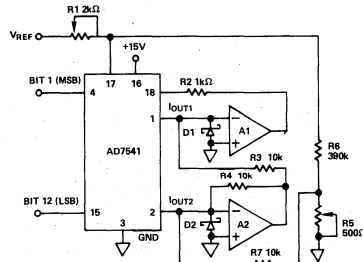 R1 2kΩ
VREF
+15V
BIT 1 (MSB)
17
16
4
18
R2 1kΩ
IOUT1
1
−
+
A1
D1
AD7541
R3 10k
R4 10k
R6
390k
IOUT2
BIT 12 (LSB)
15
2
−
+
A2
D2
3
GND
R5
500Ω
R7 10k